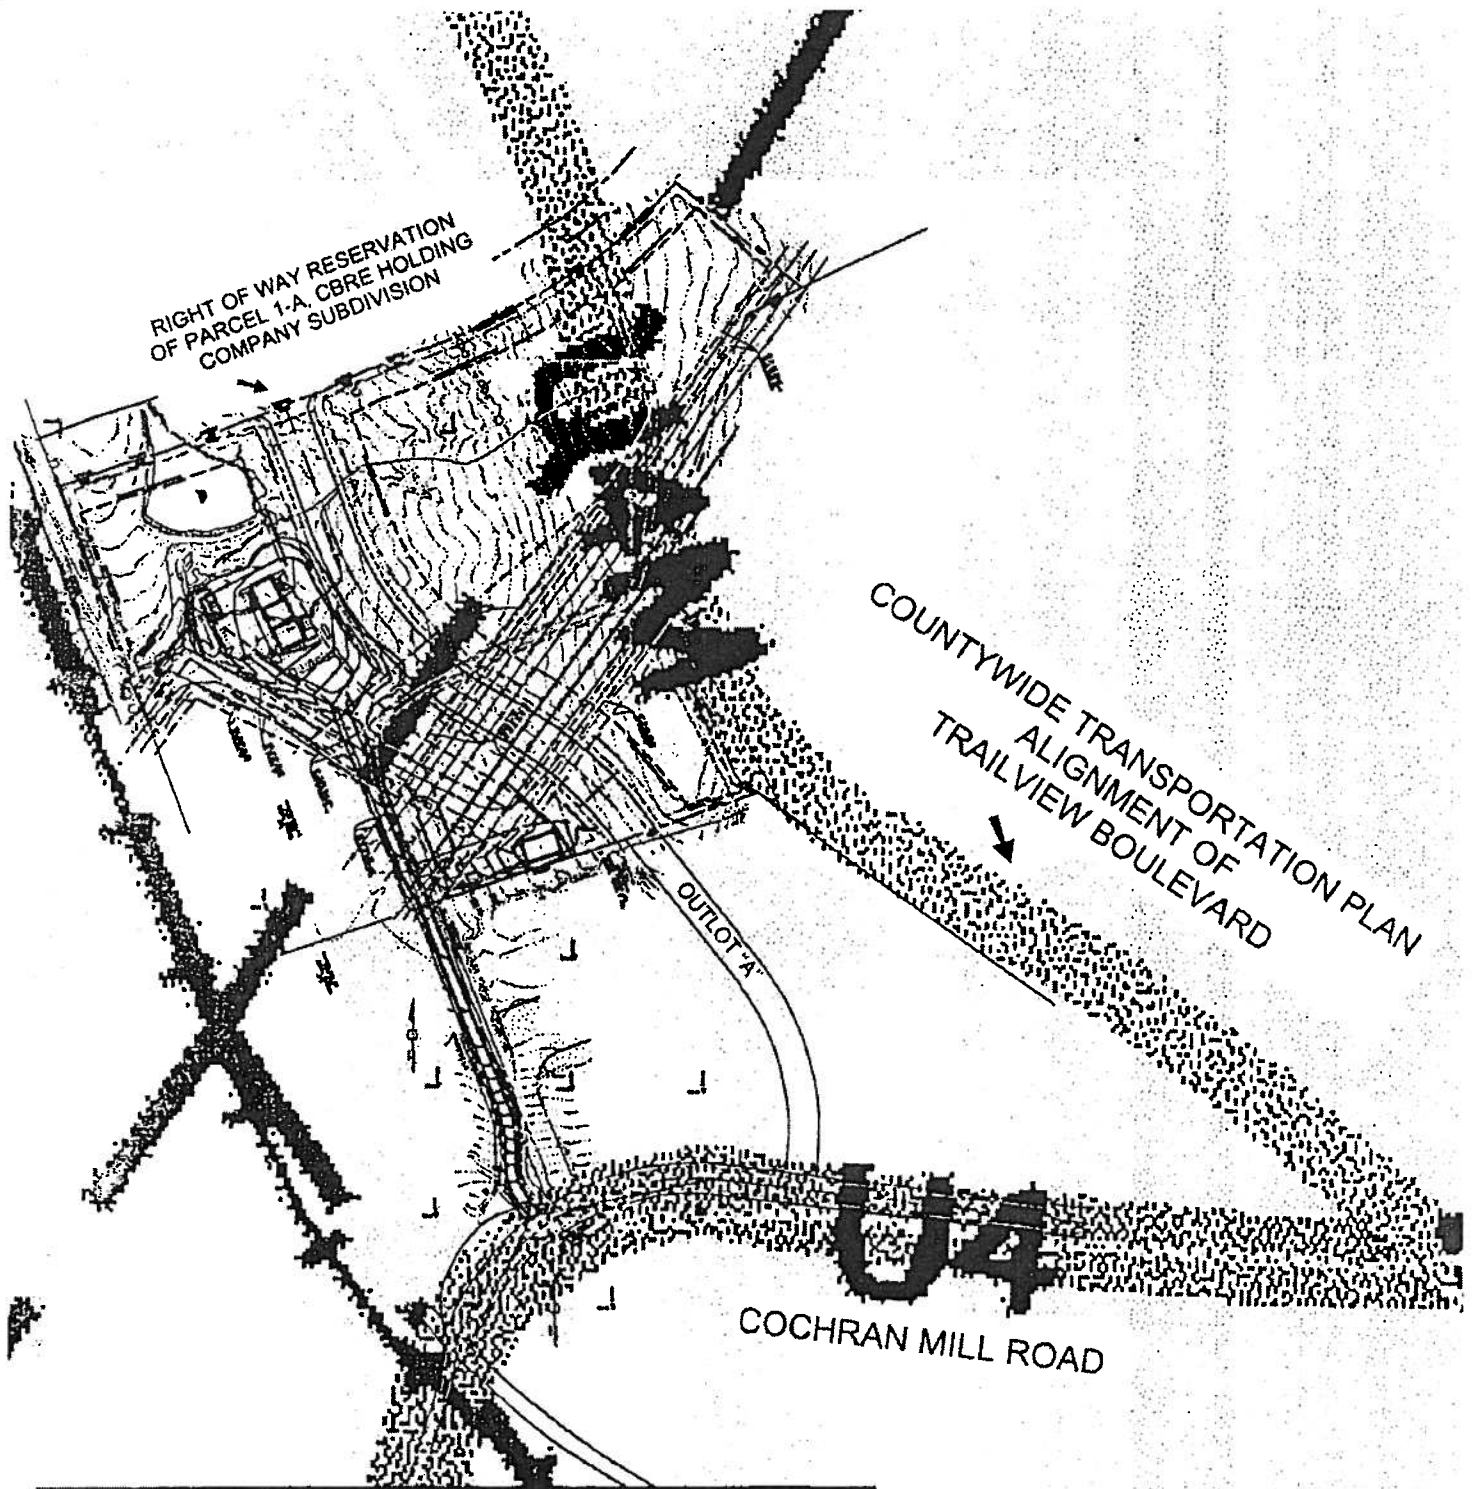 RIGHT OF WAY RESERVATION
OF PARCEL 1-A, CBRE HOLDING
COMPANY SUBDIVISION
COUNTYWIDE TRANSPORTATION PLAN
ALIGNMENT OF
TRAILVIEW BOULEVARD
OUTLOT "A"
U4
COCHRAN MILL ROAD